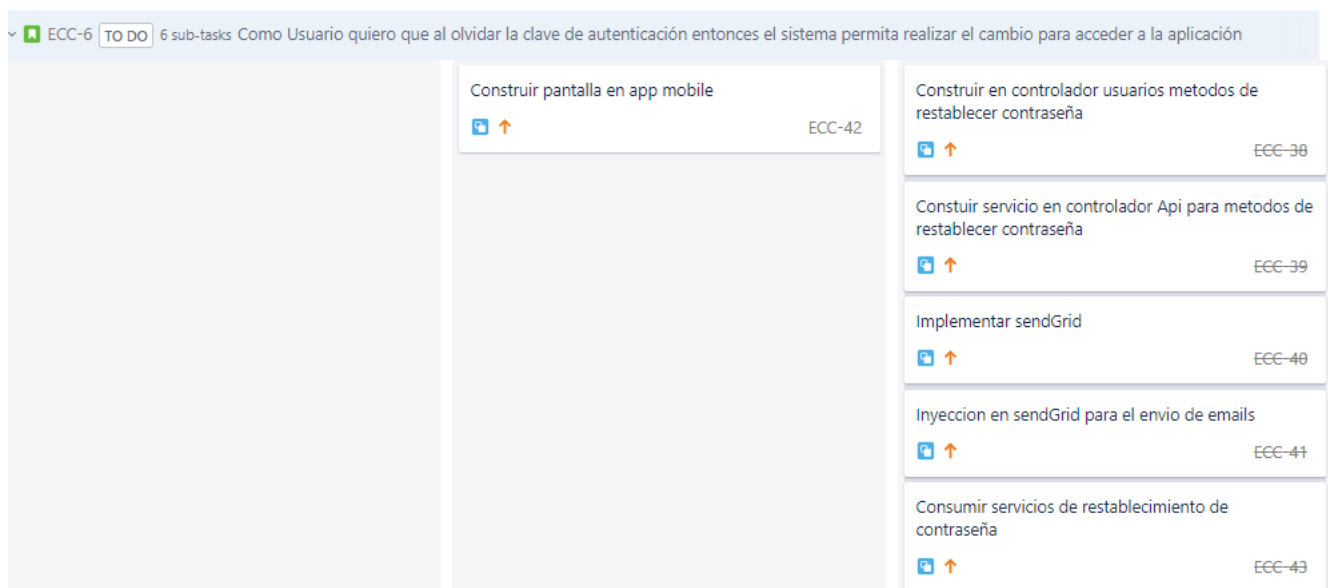 ECC-6 TO DO 6 sub-tasks Como Usuario quiero que al olvidar la clave de autenticación entonces el sistema permita realizar el cambio para acceder a la aplicación
Construir pantalla en app mobile
ECC-42
Construir en controlador usuarios metodos de
restablecer contraseña
ECC-38
Constuir servicio en controlador Api para metodos de
restablecer contraseña
ECC-39
Implementar sendGrid
ECC-40
Inyeccion en sendGrid para el envio de emails
ECC-41
Consumir servicios de restablecimiento de
contraseña
ECC-43